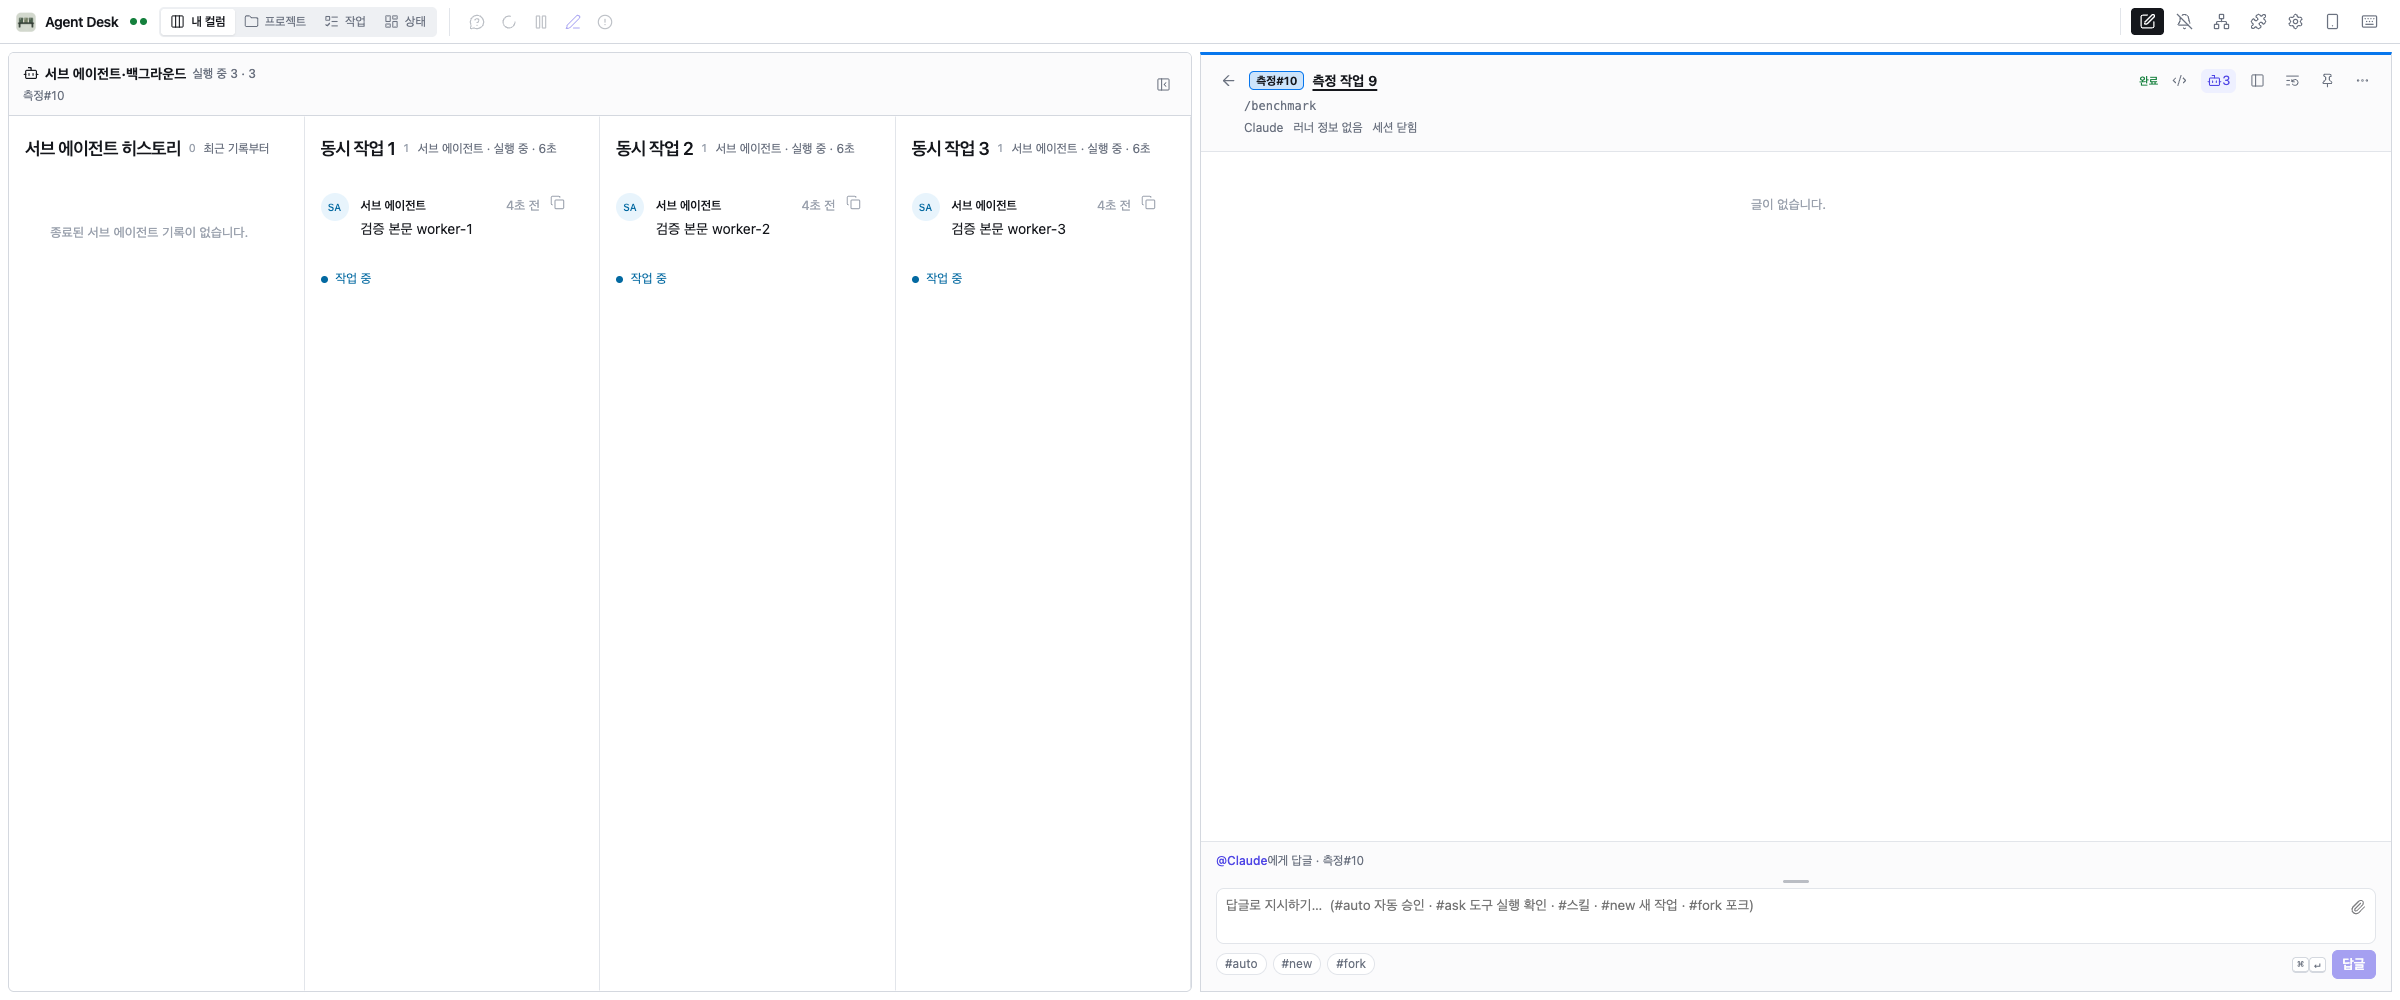 Agent Desk 내 컬럼 프로젝트 작업 상태
서브 에이전트·백그라운드 실행 중 3 · 3
측정#10
서브 에이전트 히스토리 0 최근 기록부터
종료된 서브 에이전트 기록이 없습니다.
동시 작업 1 1 서브 에이전트 · 실행 중 · 6초
SA 서브 에이전트 4초 전
검증 본문 worker-1
작업 중
동시 작업 2 1 서브 에이전트 · 실행 중 · 6초
SA 서브 에이전트 4초 전
검증 본문 worker-2
작업 중
동시 작업 3 1 서브 에이전트 · 실행 중 · 6초
SA 서브 에이전트 4초 전
검증 본문 worker-3
작업 중
측정#10 측정 작업 9 완료 3
/benchmark
Claude 러너 정보 없음 세션 닫힘
글이 없습니다.
@Claude에게 답글 · 측정#10
답글로 지시하기... (#auto 자동 승인 · #ask 도구 실행 확인 · #스킬 · #new 새 작업 · #fork 포크)
#auto #new #fork ⌘ ↵ 답글